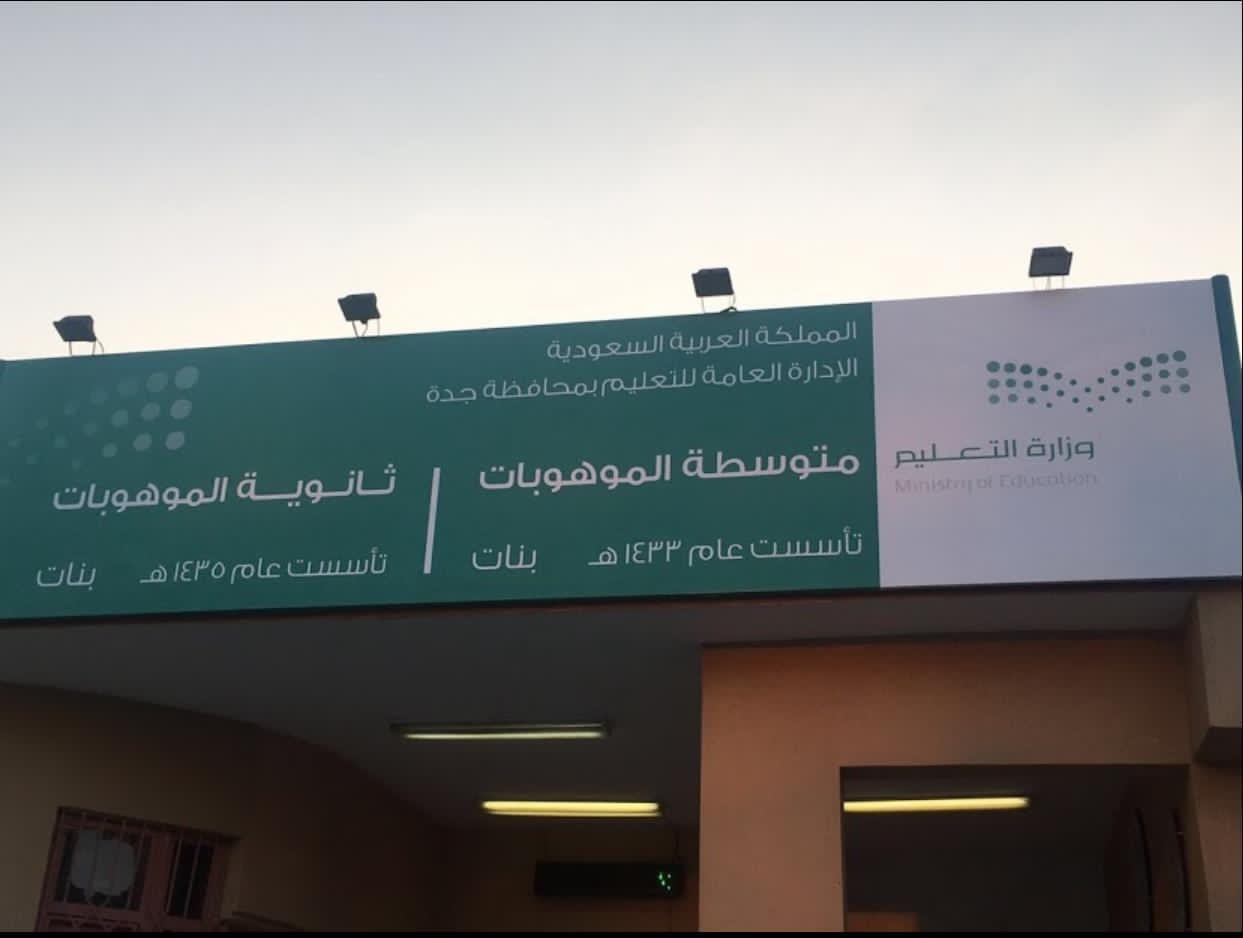 المملكة العربية السعودية
الإدارة العامة للتعليم بمحافظة جدة
متوسطة الموهوبات
تأسست عام ١٤٣٣ هـ بنات
ثانوية الموهوبات
تأسست عام ١٤٣٥ هـ بنات
وزارة التعليم
Ministry of Education